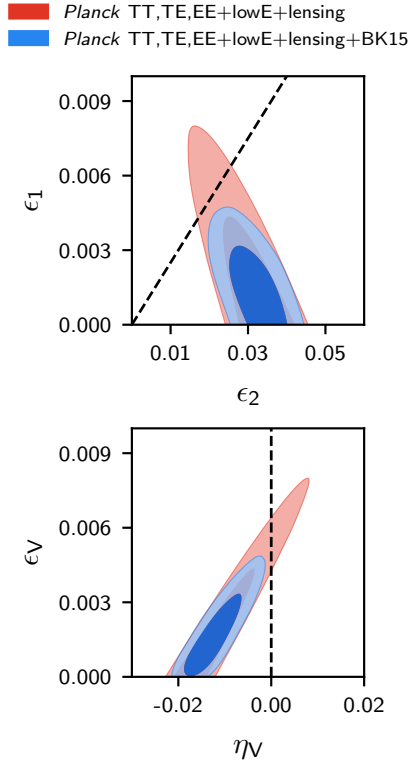 Planck TT,TE,EE+lowE+lensing
Planck TT,TE,EE+lowE+lensing+BK15
0.009
0.006
0.003
0.000
ϵ₁
0.01 0.03 0.05
ϵ₂
0.009
0.006
0.003
0.000
ϵ_V
-0.02 0.00 0.02
η_V